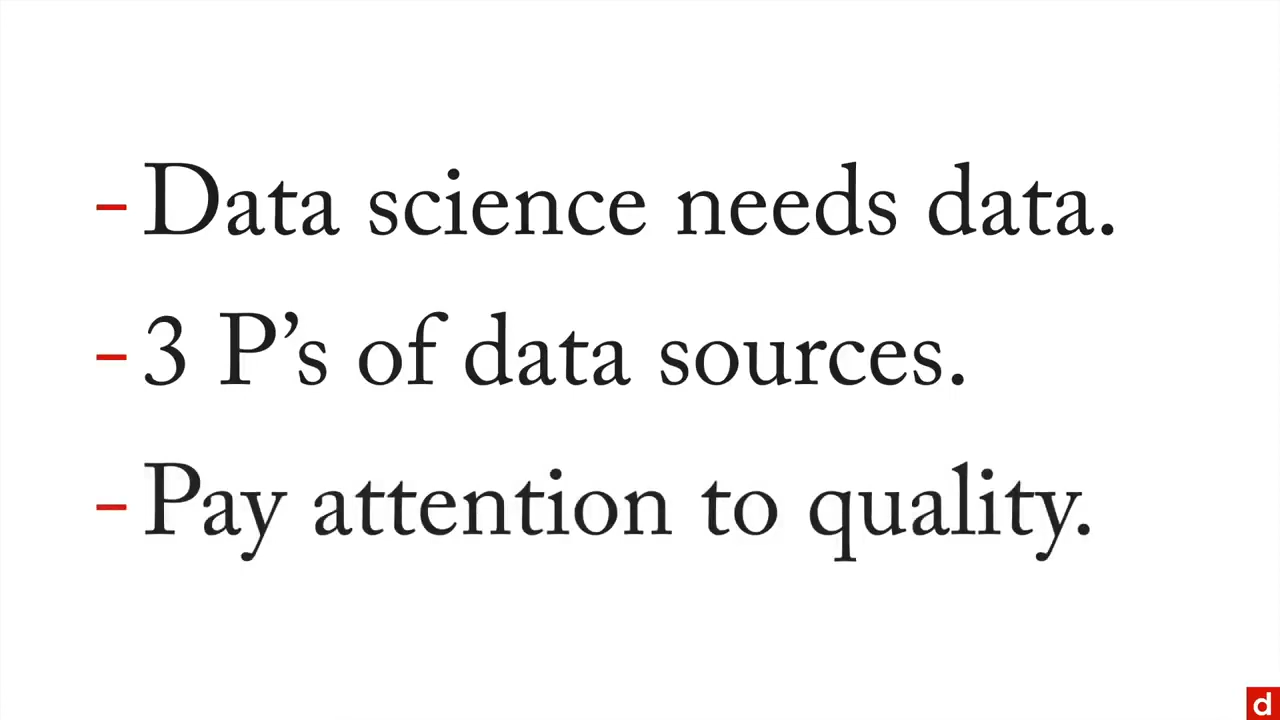 - Data science needs data.
- 3 P’s of data sources.
- Pay attention to quality.
d